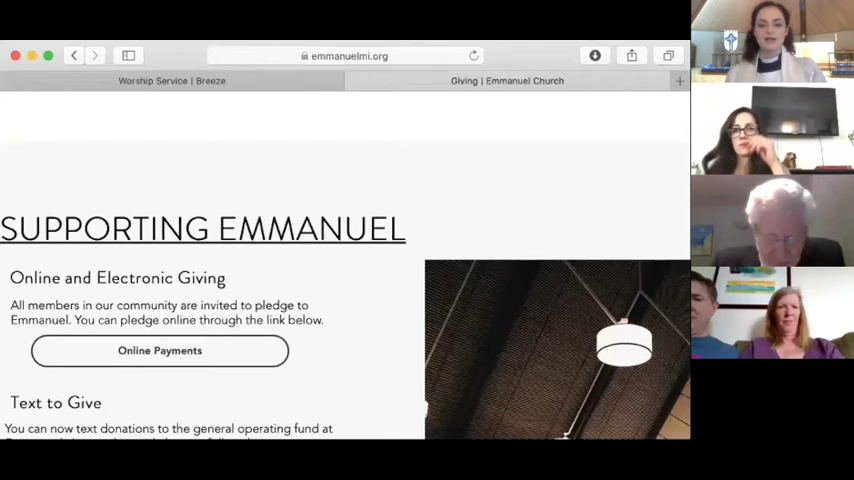 emmanuelmi.org
Worship Service | Breeze
Giving | Emmanuel Church
SUPPORTING EMMANUEL
Online and Electronic Giving
All members in our community are invited to pledge to
Emmanuel. You can pledge online through the link below.
Online Payments
Text to Give
You can now text donations to the general operating fund at